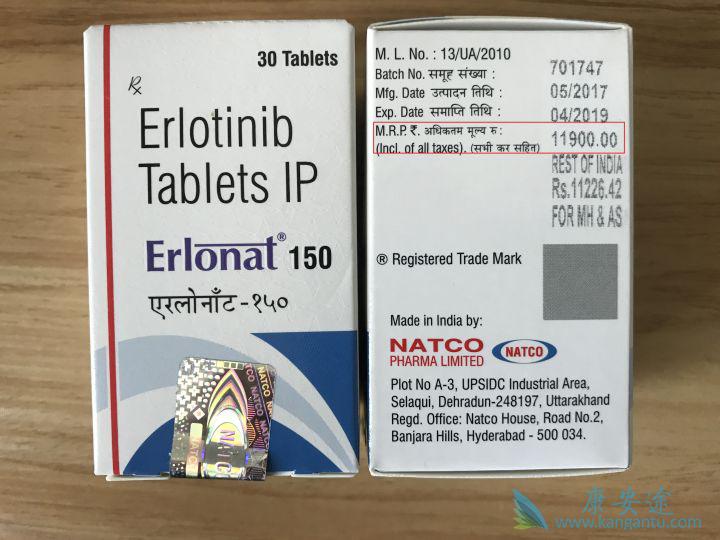 30 Tablets
Rx
Erlotinib
Tablets IP
Erlonat® 150
एरलोनाँट-१५०
NATCO
M. L. No. : 13/UA/2010
Batch No. समूह संख्या : 701747
Mfg. Date उत्पादन तिथि : 05/2017
Exp. Date समाप्ति तिथि : 04/2019
M.R.P. ₹. अधिकतम मूल्य रु : 11900.00
(Incl. of all taxes). (सभी कर सहित)
REST OF INDIA
Rs.11226.42
FOR MH & AS
® Registered Trade Mark
Made in India by:
NATCO
PHARMA LIMITED
NATCO
Plot No A-3, UPSIDC Industrial Area,
Selaqui, Dehradun-248197, Uttarakhand
Regd. Office: Natco House, Road No.2,
Banjara Hills, Hyderabad - 500 034.
康安途
www.kangantu.com